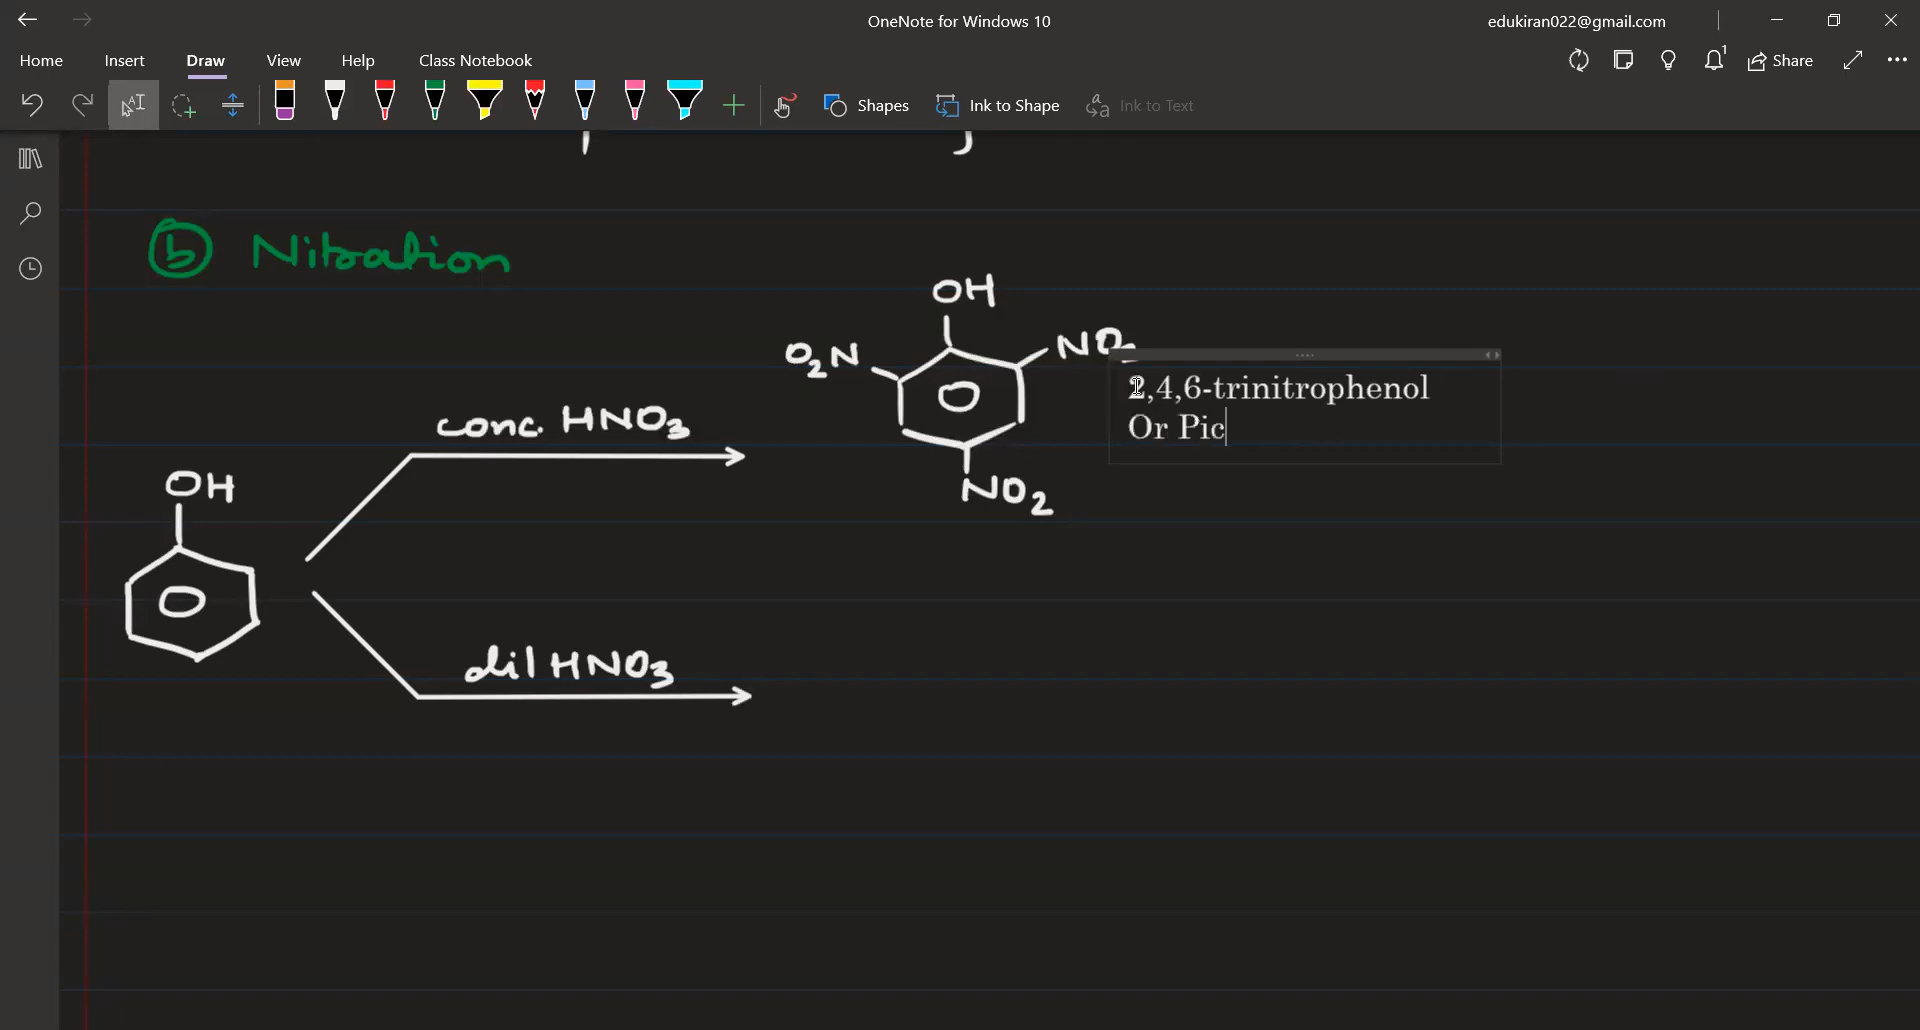 OneNote for Windows 10
edukiran022@gmail.com
Home Insert Draw View Help Class Notebook
1
Share
Shapes Ink to Shape Ink to Text
b Nitration
OH
O2N NO2
2,4,6-trinitrophenol
Or Pic
conc. HNO3
OH
NO2
dil HNO3